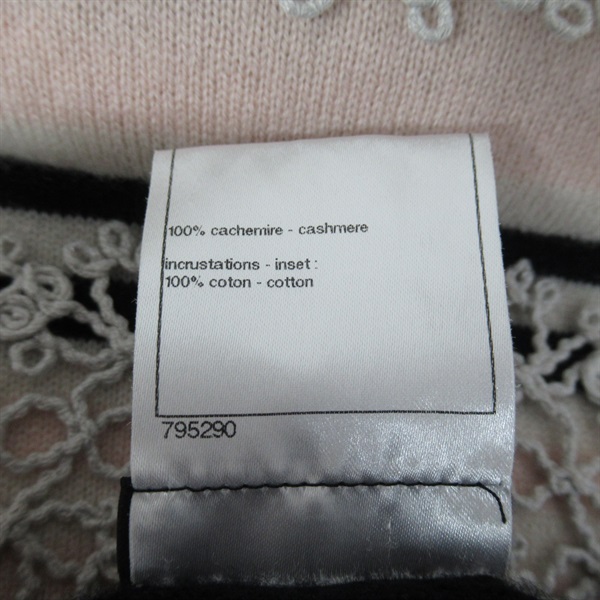 100% cachemire - cashmere
incrustations - inset :
100% coton - cotton
795290